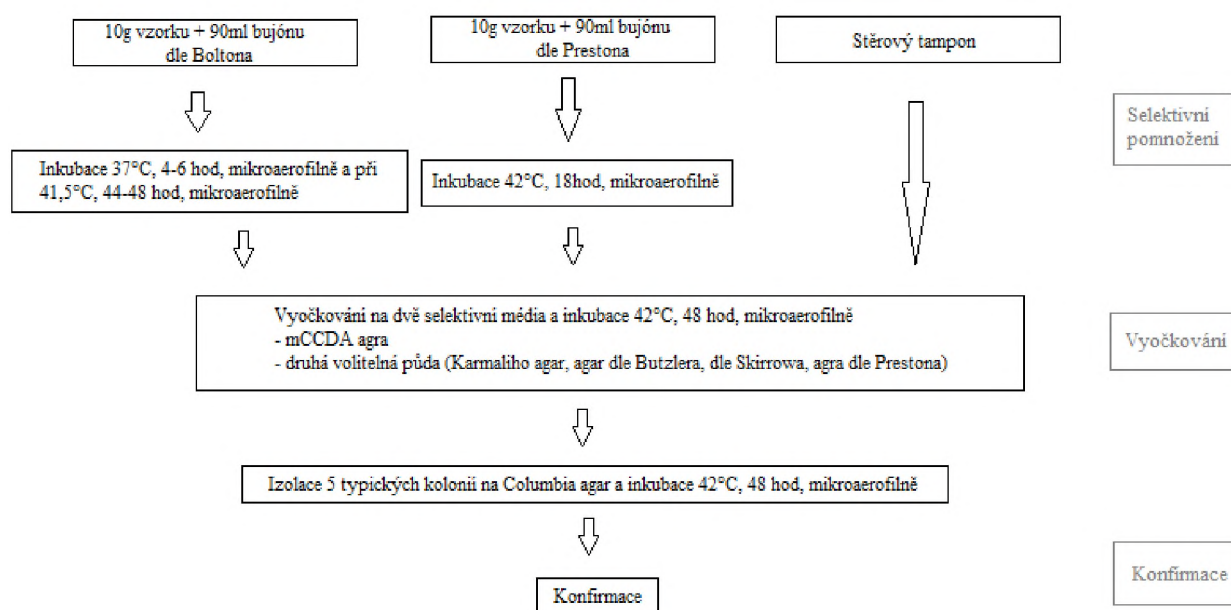 10g vzorku + 90ml bujónu
dle Boltona
10g vzorku + 90ml bujónu
dle Prestona
Stěrový tampon
Selektivní
pomnožení
Inkubace 37°C, 4-6 hod, mikroaerofilně a při
41,5°C, 44-48 hod, mikroaerofilně
Inkubace 42°C, 18hod, mikroaerofilně
Vyočkování na dvě selektivní média a inkubace 42°C, 48 hod, mikroaerofilně
- mCCDA agra
- druhá volitelná půda (Karmaliho agar, agar dle Butzlera, dle Skirrowa, agra dle Prestona)
Vyočkování
Izolace 5 typických kolonií na Columbia agar a inkubace 42°C, 48 hod, mikroaerofilně
Konfirmace
Konfirmace